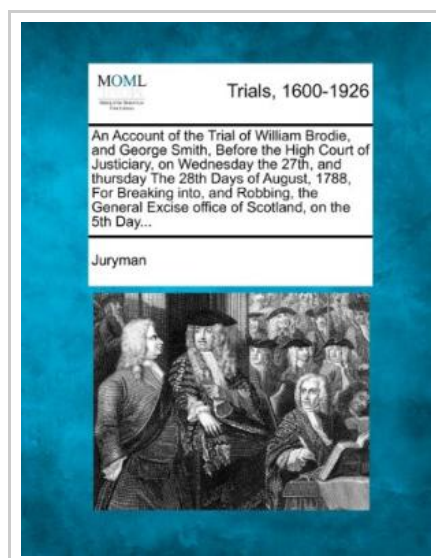 MOML
Trials, 1600-1926
An Account of the Trial of William Brodie,
and George Smith, Before the High Court of
Justiciary, on Wednesday the 27th, and
thursday The 28th Days of August, 1788,
For Breaking into, and Robbing, the
General Excise office of Scotland, on the
5th Day...
Juryman